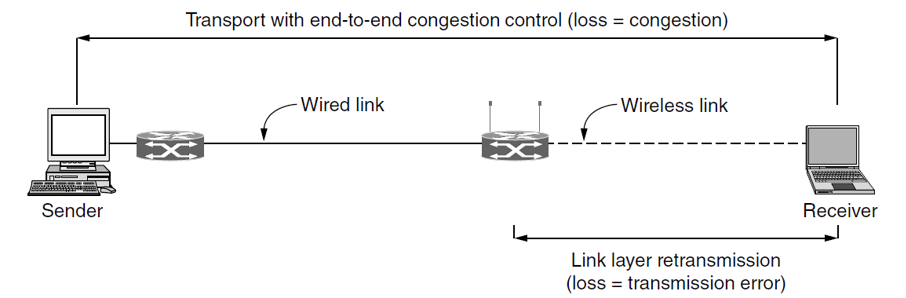 Transport with end-to-end congestion control (loss = congestion)
Wired link
Wireless link
Sender
Receiver
Link layer retransmission
(loss = transmission error)